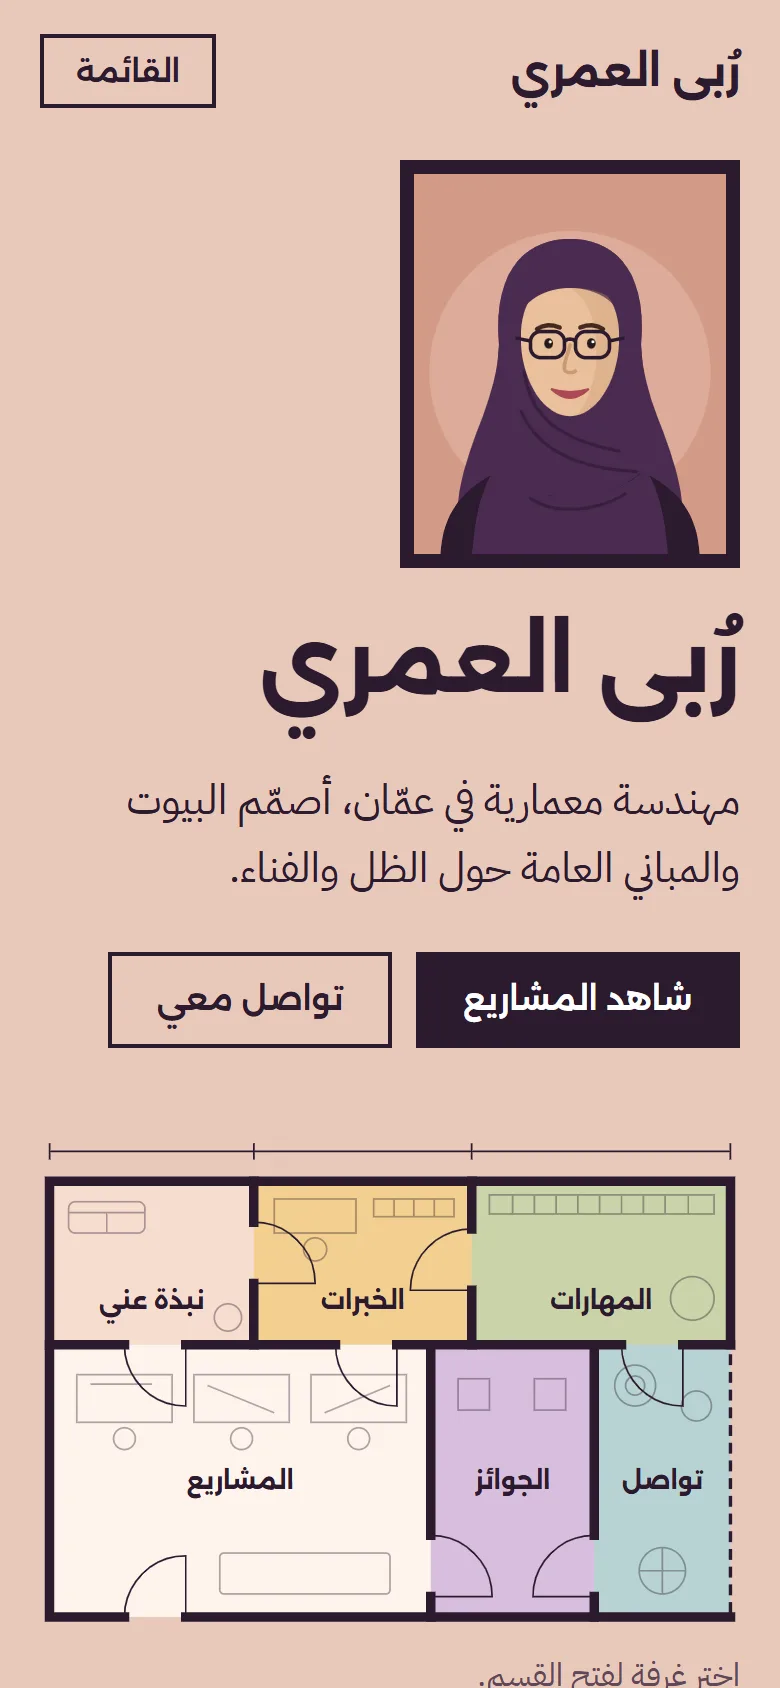 رُبى العمري
القائمة
رُبى العمري
مهندسة معمارية في عمّان، أصمّم البيوت
والمباني العامة حول الظل والفناء.
شاهد المشاريع
تواصل معي
المهارات
الخبرات
نبذة عني
تواصل
الجوائز
المشاريع
اختر غرفة لفتح القسم.